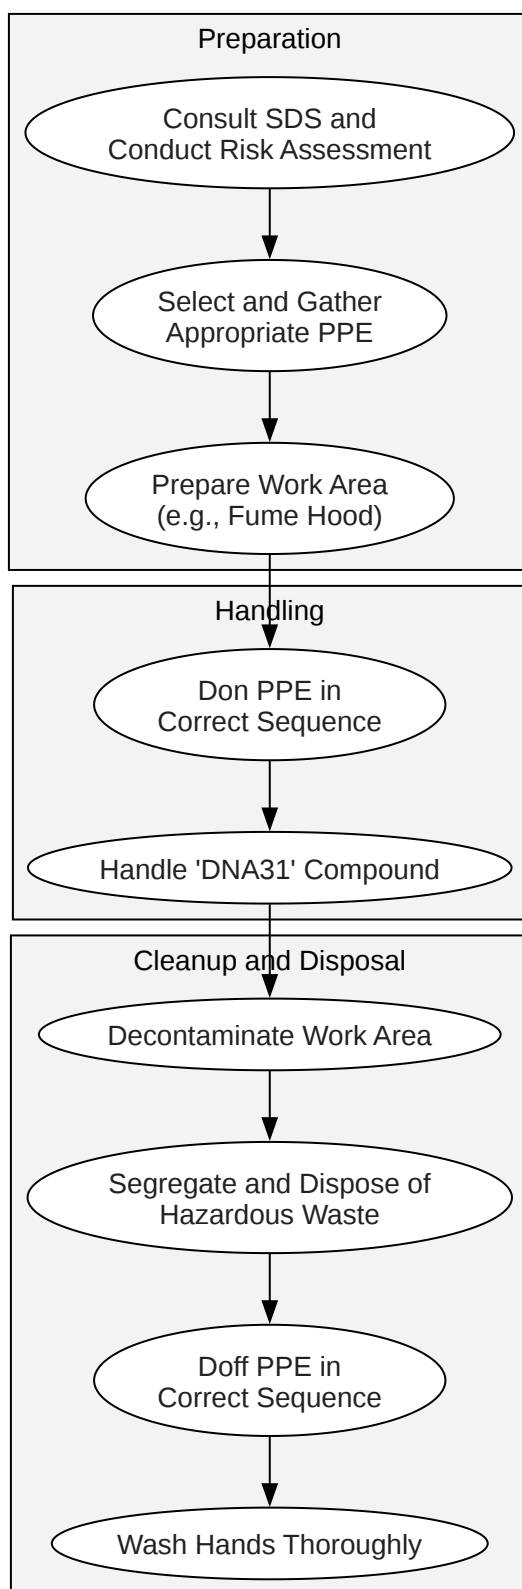 Preparation
Consult SDS and
Conduct Risk Assessment
Select and Gather
Appropriate PPE
Prepare Work Area
(e.g., Fume Hood)
Handling
Don PPE in
Correct Sequence
Handle 'DNA31' Compound
Cleanup and Disposal
Decontaminate Work Area
Segregate and Dispose of
Hazardous Waste
Doff PPE in
Correct Sequence
Wash Hands Thoroughly